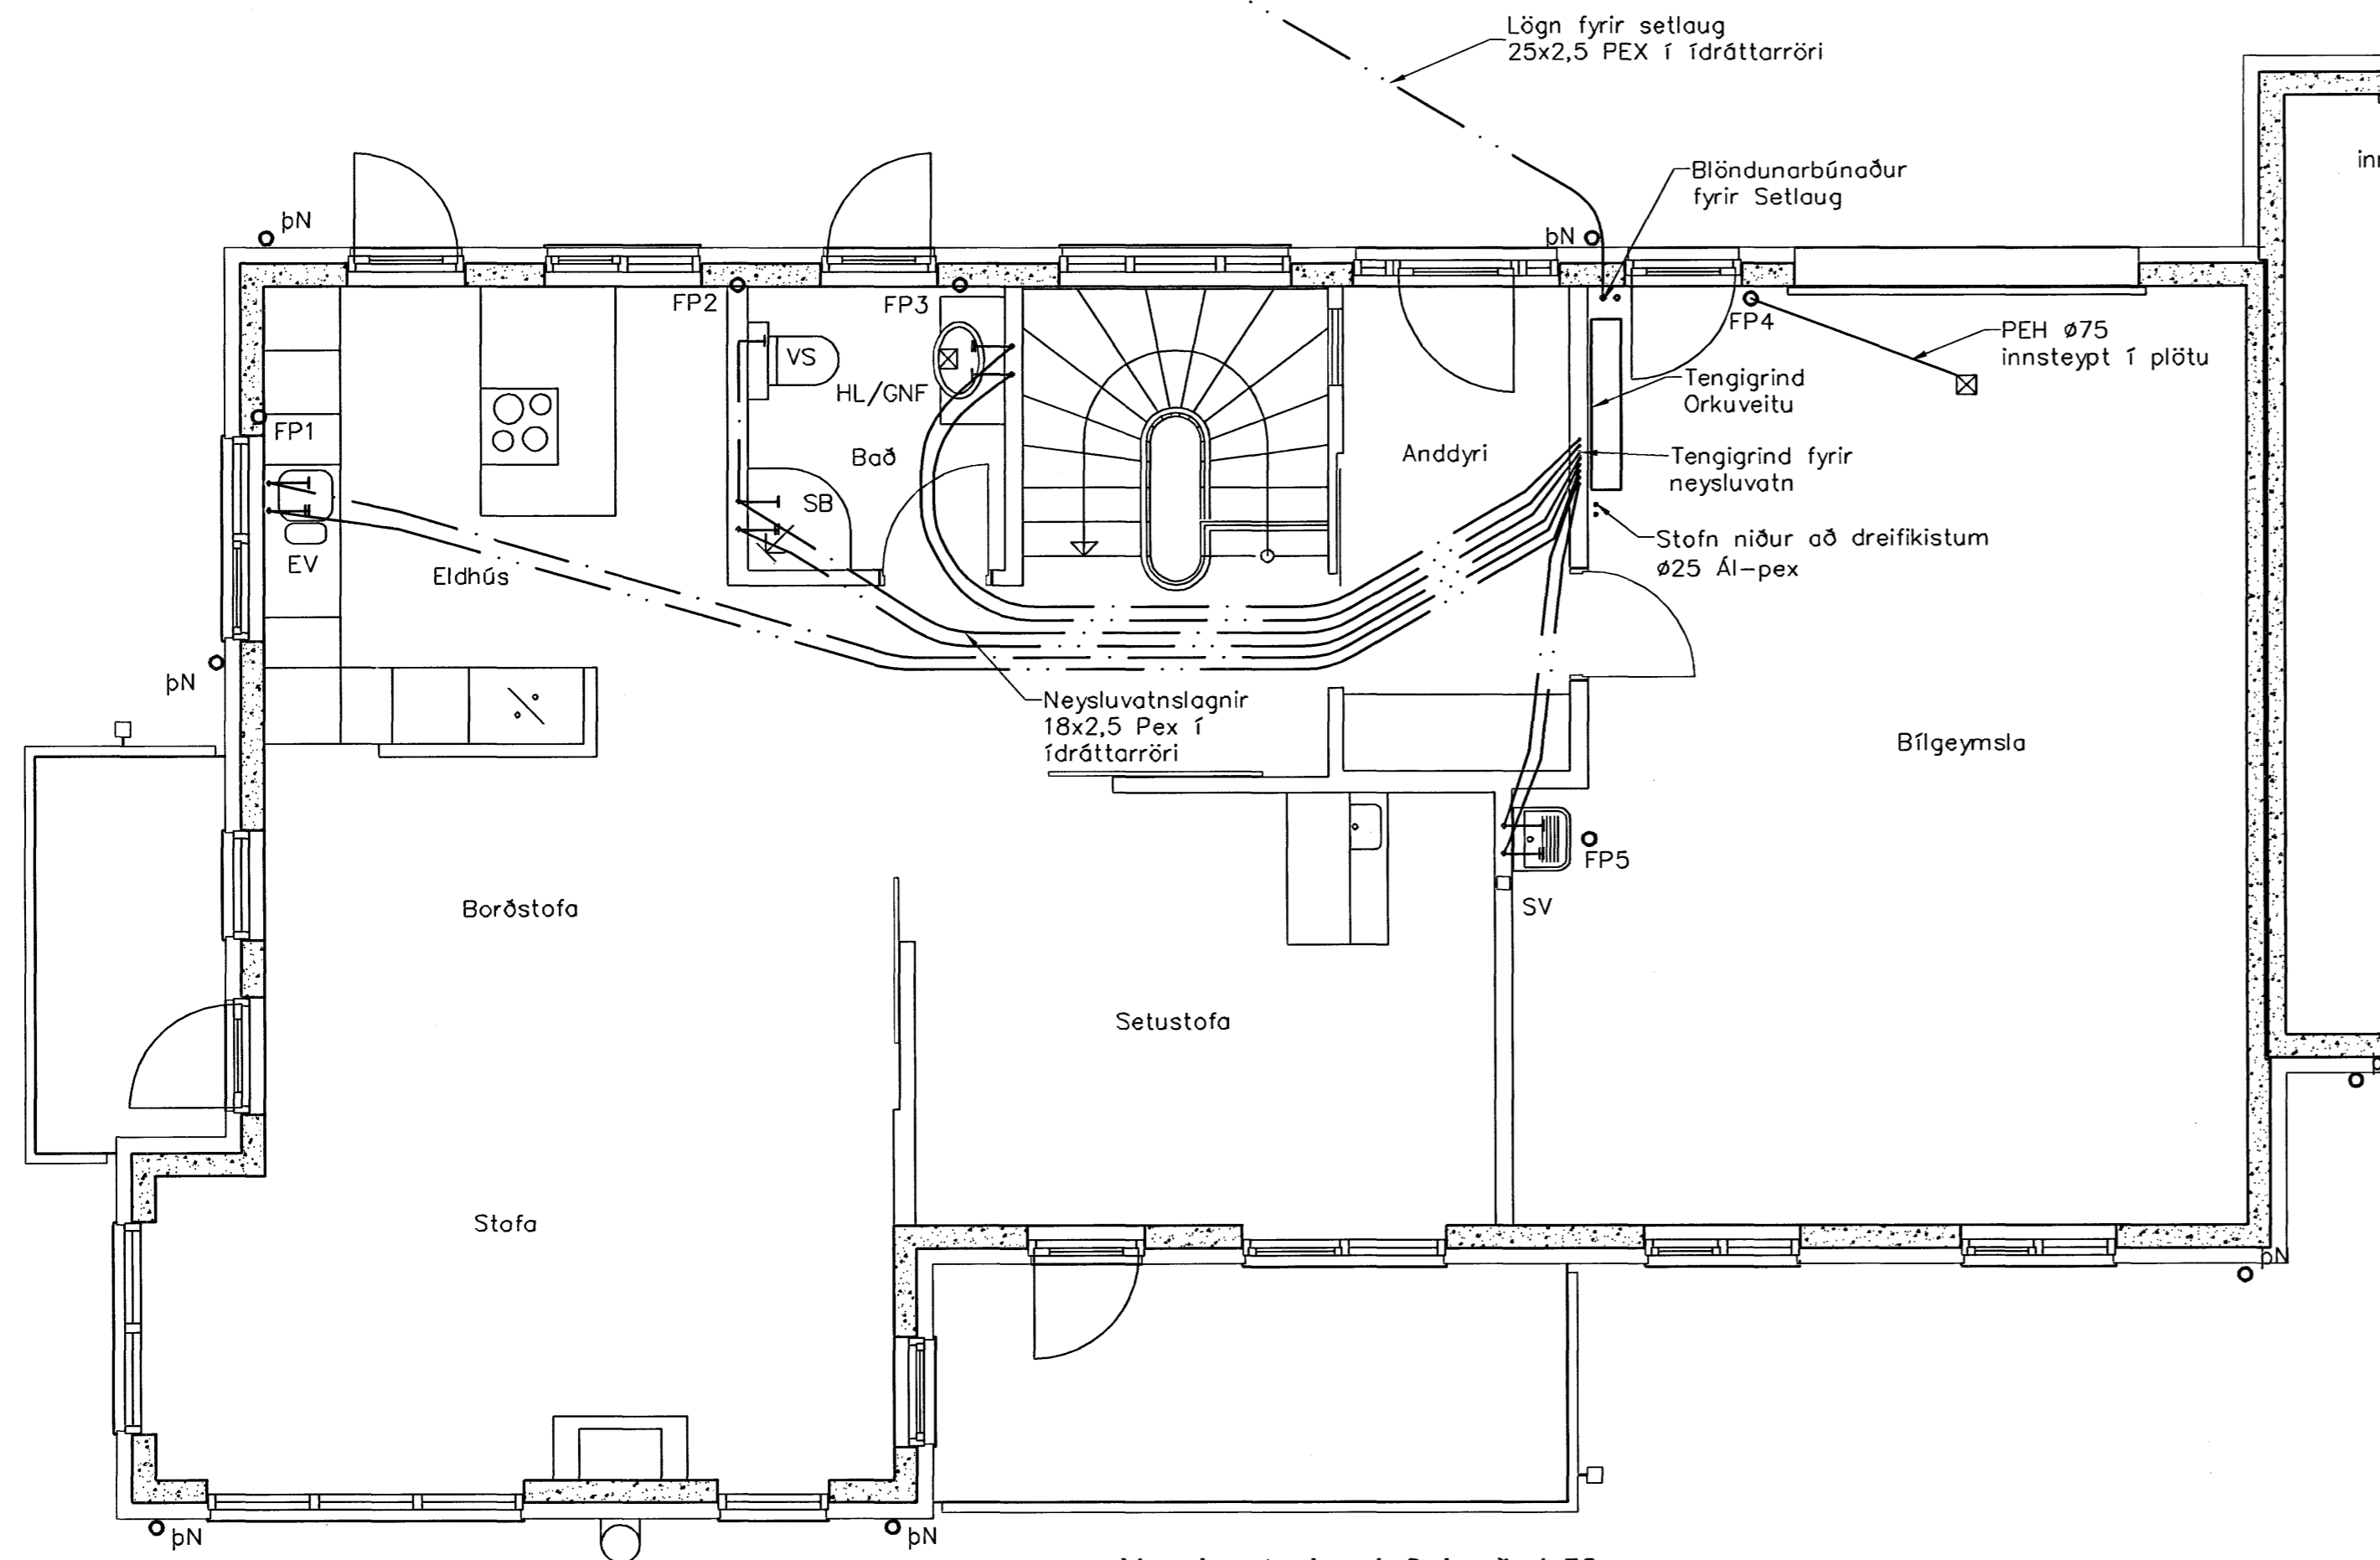 Lögn fyrir setlaug
25x2,5 PEX í ídráttarröri
Blöndunarbúnaður
fyrir Setlaug
þN
þN
FP2
FP3
FP4
PEH ø75
innsteypt í plötu
VS
HL/GNF
Tengigrind
Orkuveitu
FP1
Bað
Anddyri
Tengigrind fyrir
neysluvatn
SB
Stofn niður að dreifikistum
ø25 Ál-pex
EV
Eldhús
þN
Neysluvatnslagnir
18x2,5 Pex í
ídráttarröri
Bílgeymsla
FP5
SV
Borðstofa
Setustofa
Stofa
þN
þN
þN